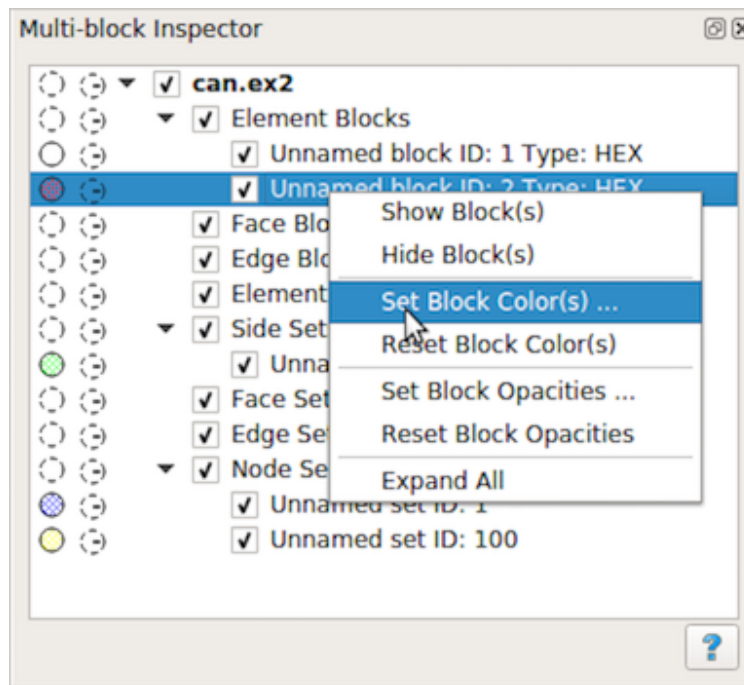 Multi-block Inspector
can.ex2
Element Blocks
Unnamed block ID: 1 Type: HEX
Unnamed block ID: 2 Type: HEX
Face Blo
Edge Blo
Element
Side Set
Unna
Face Set
Edge Set
Node Se
Unnamed set ID: 1
Unnamed set ID: 100
Show Block(s)
Hide Block(s)
Set Block Color(s) ...
Reset Block Color(s)
Set Block Opacities ...
Reset Block Opacities
Expand All
?